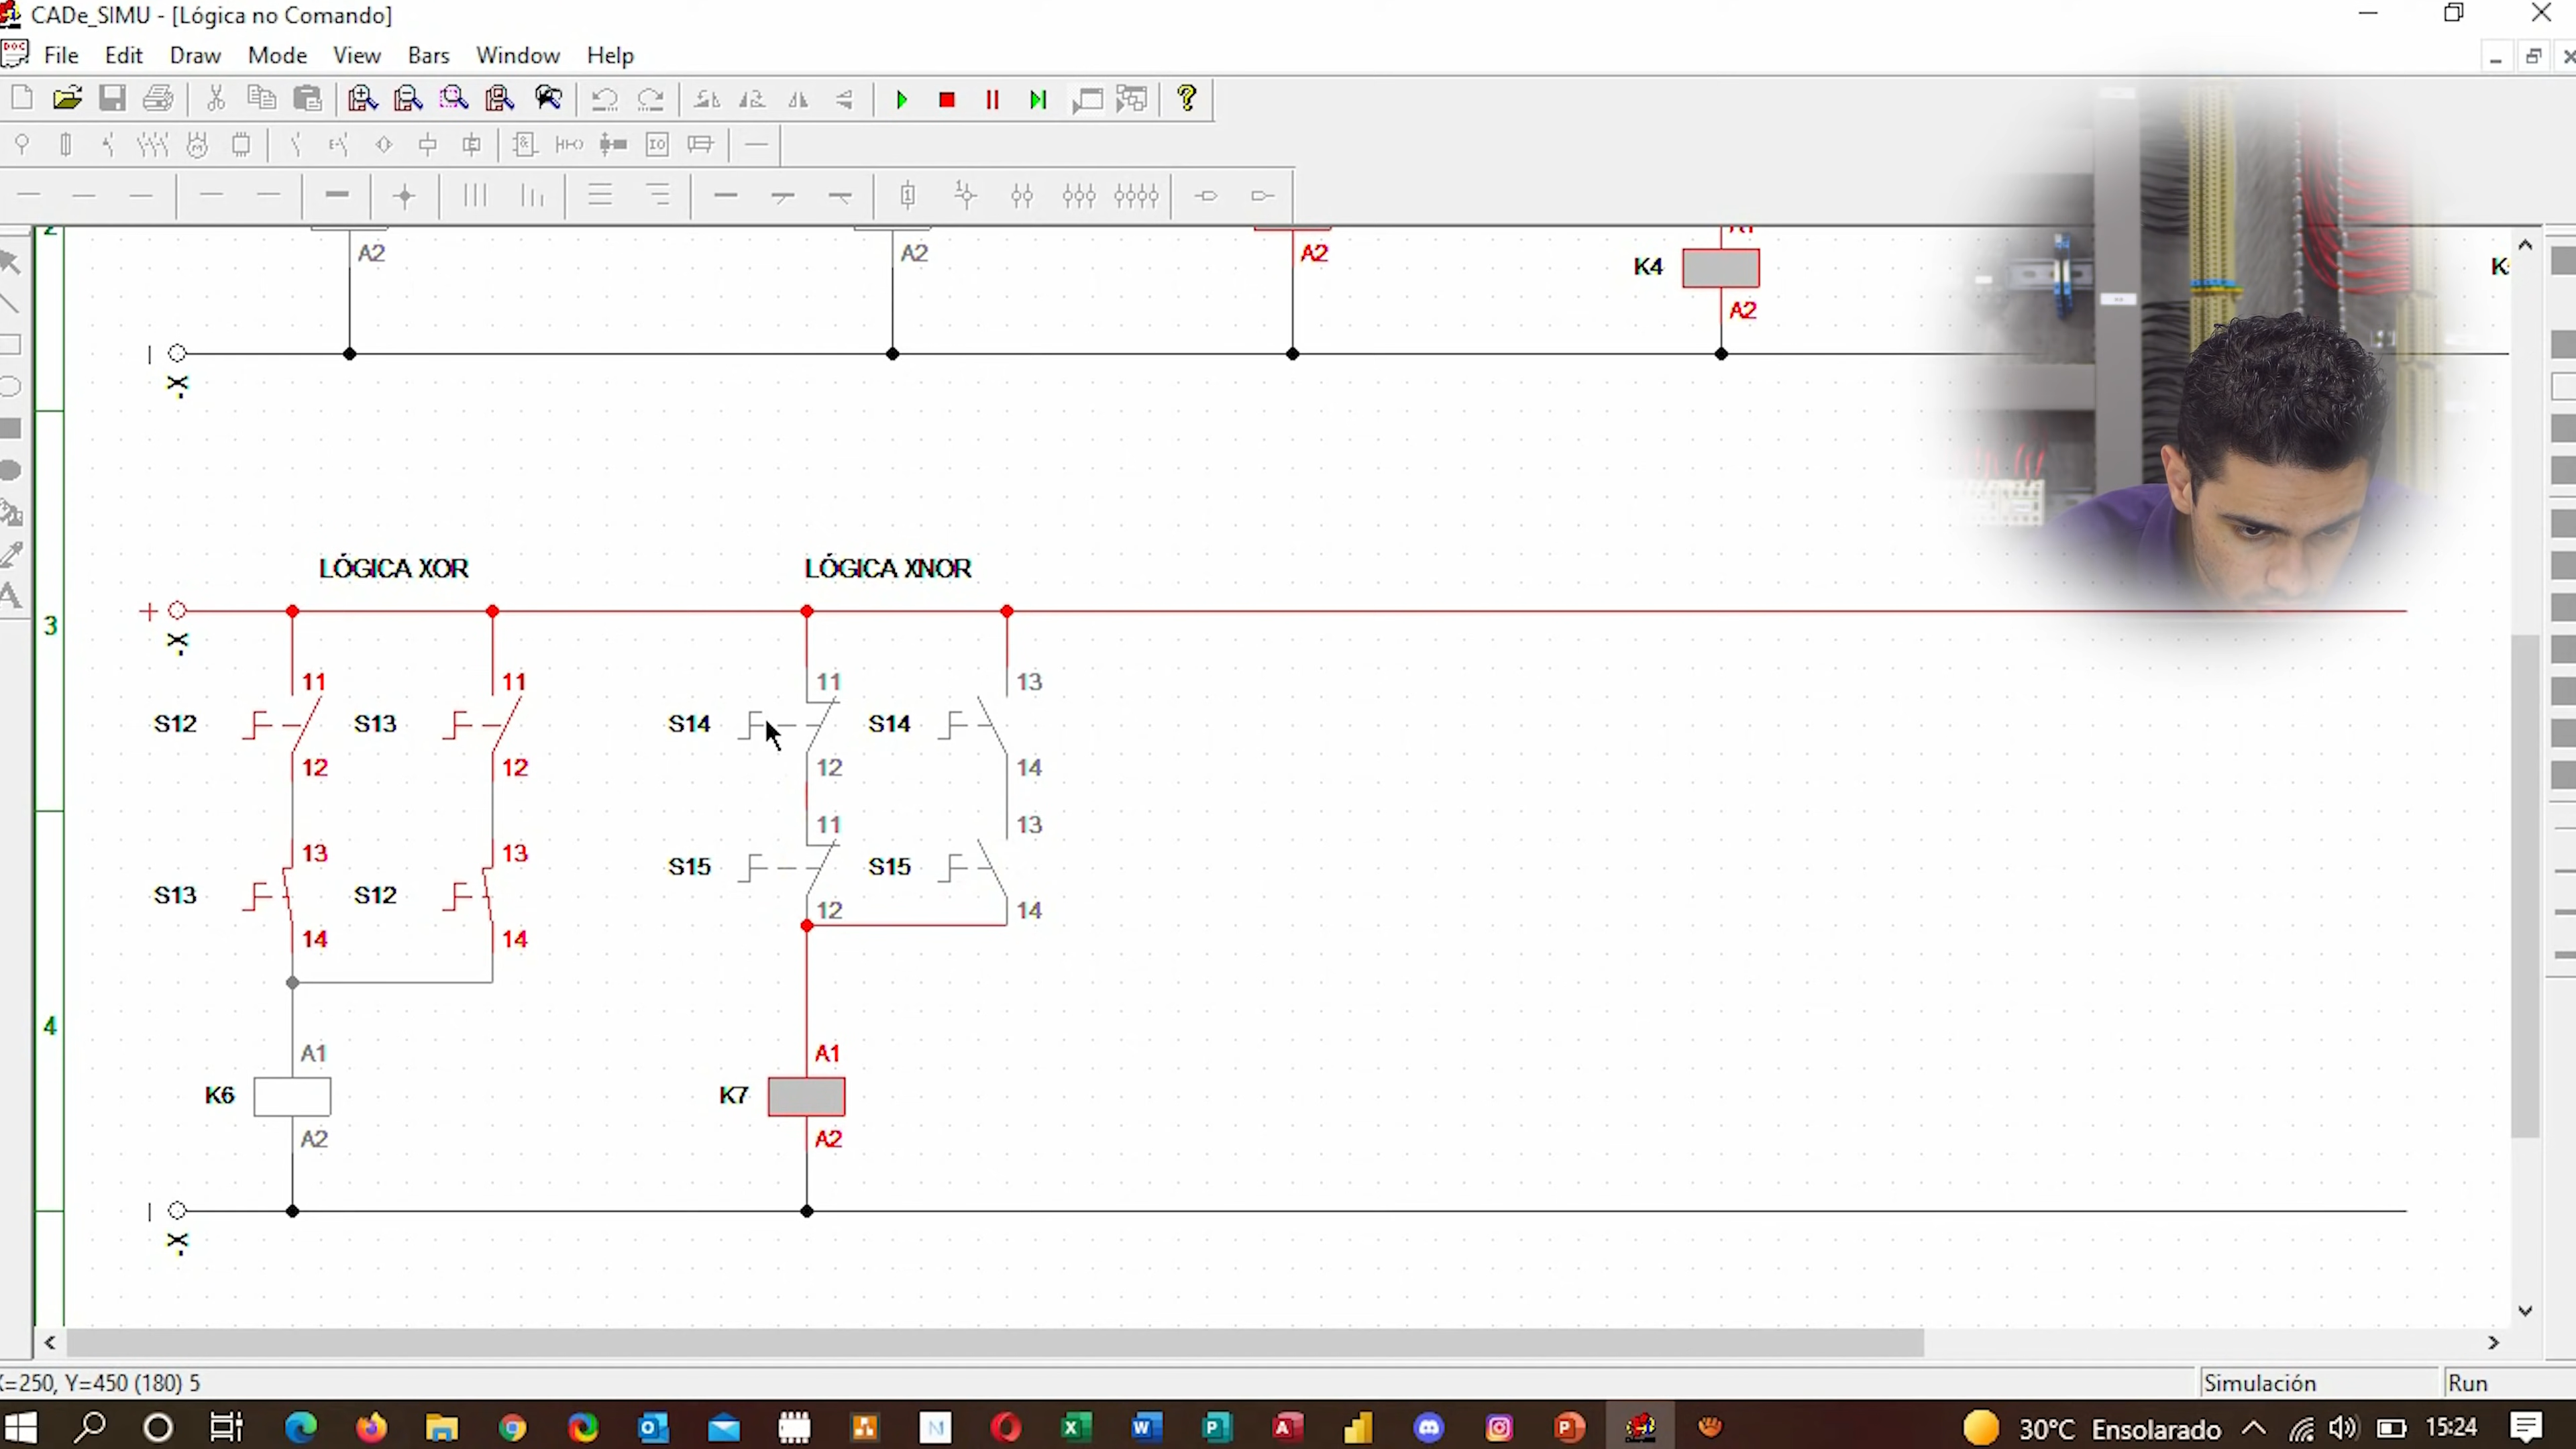 CADe_SIMU - [Lógica no Comando]
File Edit Draw Mode View Bars Window Help
2
A2 A2 A2 K4 A2
LÓGICA XOR LÓGICA XNOR
3
11 11 11 13
S12 S13 S14 S14
12 12 12 14
11 13
S15 S15
13 13 12 14
S13 S12
14 14
4
A1 A1
K6 K7
A2 A2
X=250, Y=450 (180) 5 Simulación Run
30°C Ensolarado 15:24